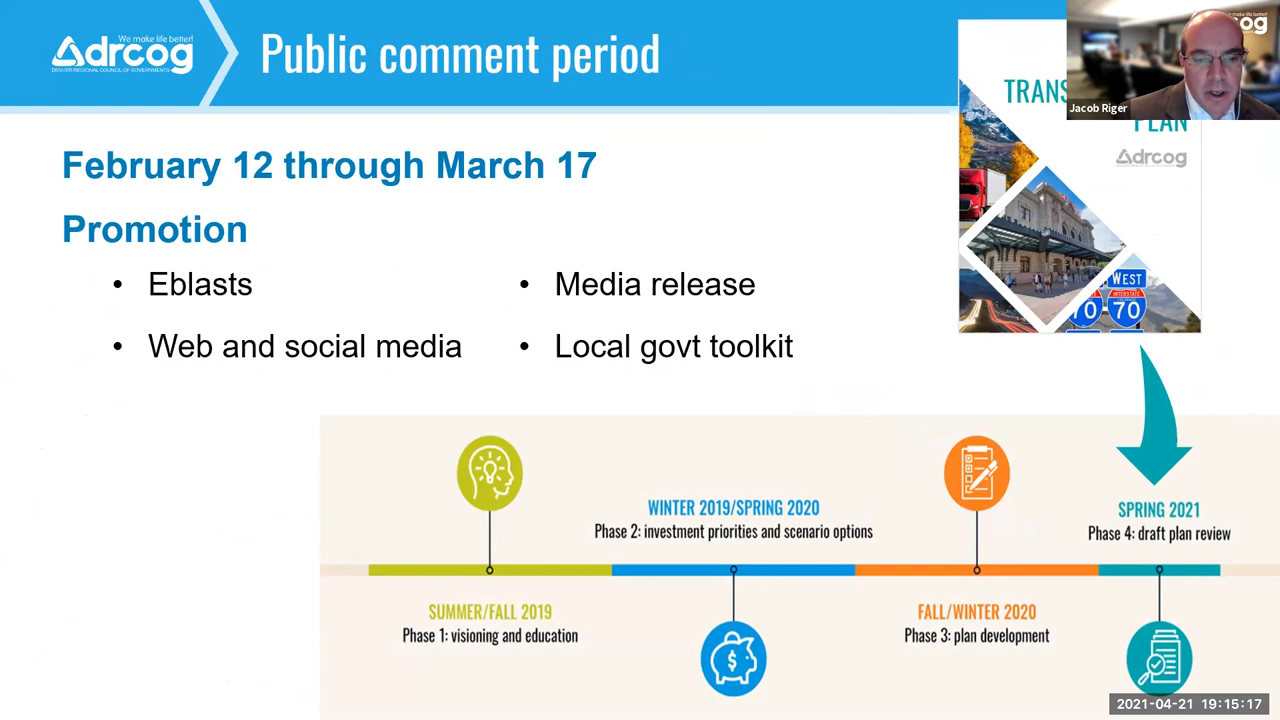 We make life better!
drcog
DENVER REGIONAL COUNCIL OF GOVERNMENTS
Public comment period
TRANS
PLAN
drcog
Jacob Riger
February 12 through March 17
Promotion
• Eblasts
• Media release
• Web and social media
• Local govt toolkit
WEST
INTERSTATE
70
70
WINTER 2019/SPRING 2020
Phase 2: investment priorities and scenario options
SPRING 2021
Phase 4: draft plan review
SUMMER/FALL 2019
Phase 1: visioning and education
FALL/WINTER 2020
Phase 3: plan development
$
2021-04-21 19:15:17